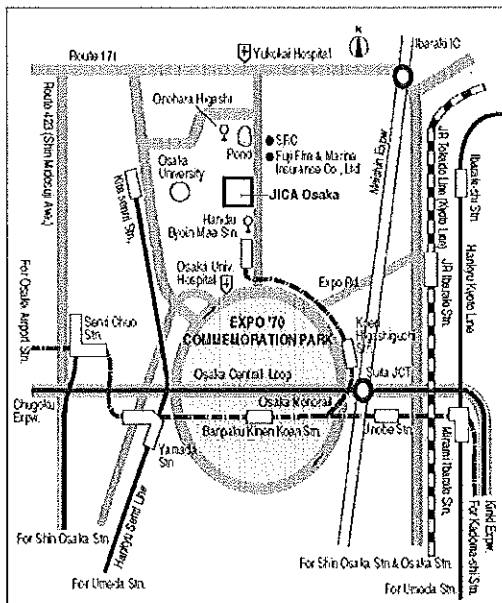 Route 171
Yukokai Hospital
N
Ibaraki IC
Route 423 (Shin Midosuji Ave.)
Onohara Higashi
Pond
SRC
Fuji Fire & Marine
Insurance Co., Ltd
Osaka
University
JICA Osaka
Kita Senri Stn.
Hankyu
Byoin Mae Stn.
Osaka Univ.
Hospital
Meishin Expw.
JR Tokaido Line (Kyoto Line)
Ibaraki-shi Stn.
Hankyu Kyoto Line
JR Ibaraki Stn.
Expo Rd.
For Osaka Airport Stn.
Senri Chuo
Stn.
EXPO '70
COMMEMORATION PARK
Koen
Higashiguchi
Osaka Central Loop
Suita JCT
Chugoku
Expw.
Osaka Monorail
Banpaku Kinen Koen Stn.
Unobe Stn.
Yamada
Stn.
Minami Ibaraki Stn.
Hankyu Senri Line
Kinki Expw.
For Kadoma-shi Stn.
For Shin Osaka Stn.
For Umeda Stn.
For Shin Osaka Stn & Osaka Stn.
For Umeda Stn.